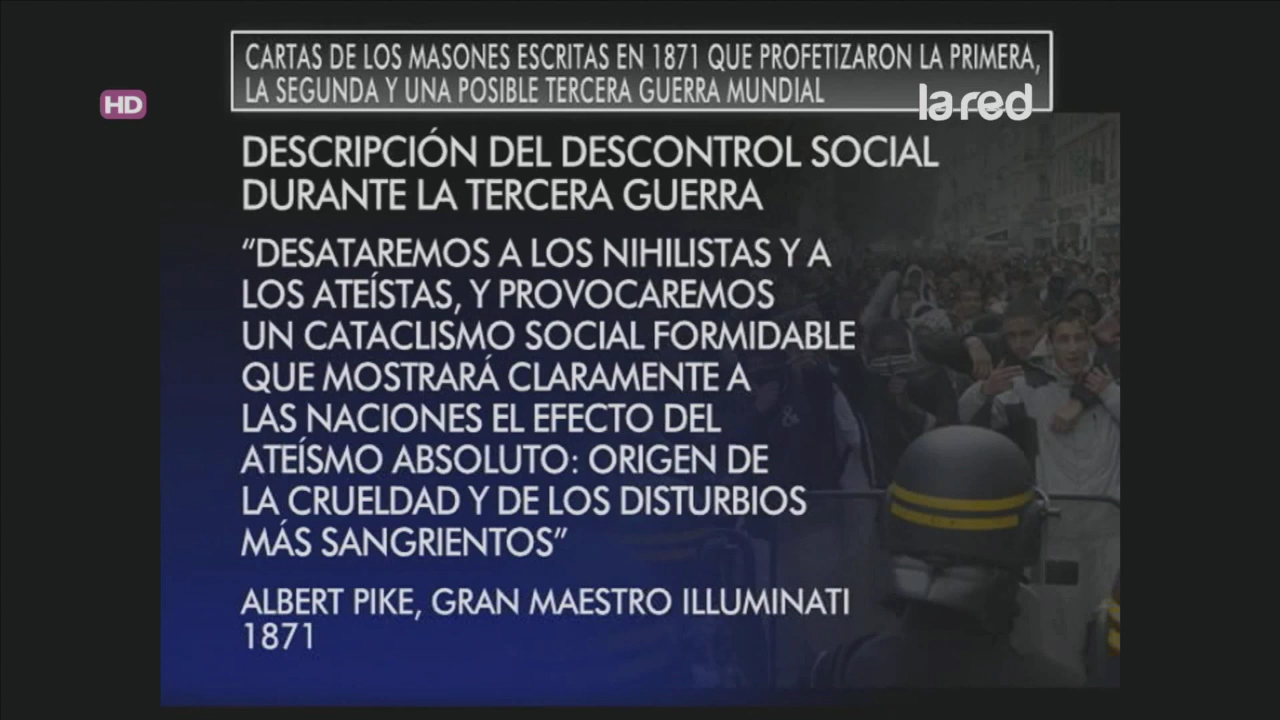 CARTAS DE LOS MASONES ESCRITAS EN 1871 QUE PROFETIZARON LA PRIMERA,
LA SEGUNDA Y UNA POSIBLE TERCERA GUERRA MUNDIAL
HD
la red
DESCRIPCIÓN DEL DESCONTROL SOCIAL
DURANTE LA TERCERA GUERRA
“DESATAREMOS A LOS NIHILISTAS Y A
LOS ATEÍSTAS, Y PROVOCAREMOS
UN CATACLISMO SOCIAL FORMIDABLE
QUE MOSTRARÁ CLARAMENTE A
LAS NACIONES EL EFECTO DEL
ATEÍSMO ABSOLUTO: ORIGEN DE
LA CRUELDAD Y DE LOS DISTURBIOS
MÁS SANGRIENTOS”
ALBERT PIKE, GRAN MAESTRO ILLUMINATI
1871